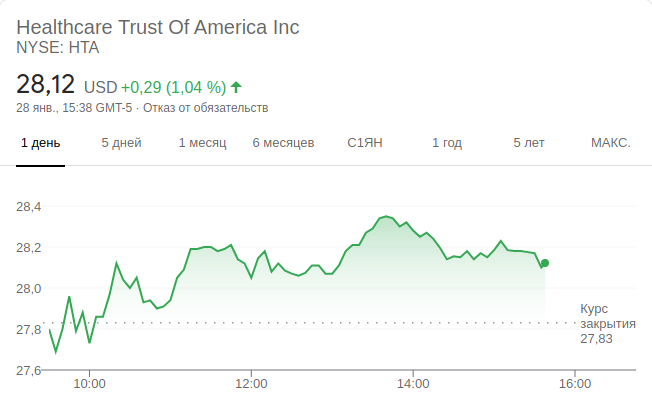 Healthcare Trust Of America Inc
NYSE: HTA
28,12 USD +0,29 (1,04 %)
28 янв., 15:38 GMT-5 · Отказ от обязательств
1 день 5 дней 1 месяц 6 месяцев С1ЯН 1 год 5 лет МАКС.
28,4
28,2
28,0
27,8
27,6
Курс
закрытия
27,83
10:00 12:00 14:00 16:00